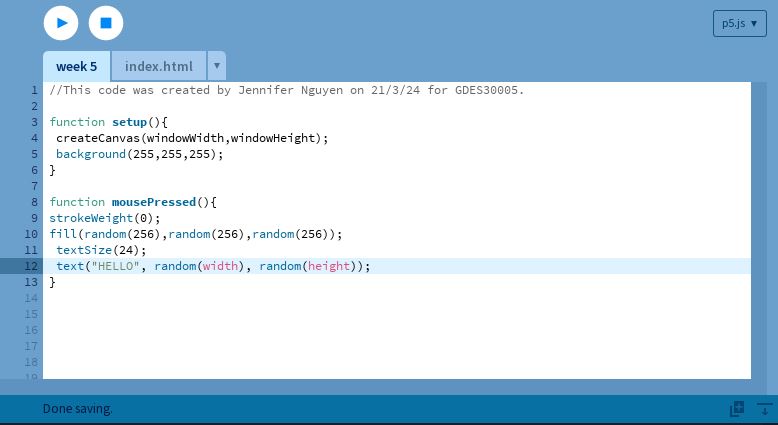 p5.js ▼
week 5 index.html ▼
1 //This code was created by Jennifer Nguyen on 21/3/24 for GDES30005.
2
3 function setup(){
4 createCanvas(windowWidth,windowHeight);
5 background(255,255,255);
6 }
7
8 function mousePressed(){
9 strokeWeight(0);
10 fill(random(256),random(256),random(256));
11 textSize(24);
12 text("HELLO", random(width), random(height));
13 }
14
15
16
17
18
19
Done saving.